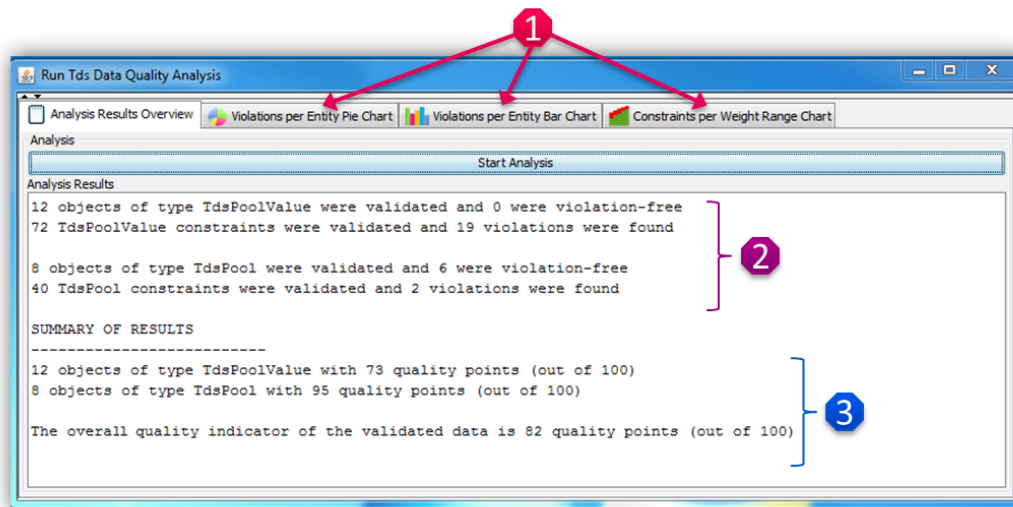 1
Run Tds Data Quality Analysis
Analysis Results Overview
Violations per Entity Pie Chart
Violations per Entity Bar Chart
Constraints per Weight Range Chart
Analysis
Start Analysis
Analysis Results
12 objects of type TdsPoolValue were validated and 0 were violation-free
72 TdsPoolValue constraints were validated and 19 violations were found
2
8 objects of type TdsPool were validated and 6 were violation-free
40 TdsPool constraints were validated and 2 violations were found
SUMMARY OF RESULTS
--------------------------
12 objects of type TdsPoolValue with 73 quality points (out of 100)
8 objects of type TdsPool with 95 quality points (out of 100)
3
The overall quality indicator of the validated data is 82 quality points (out of 100)